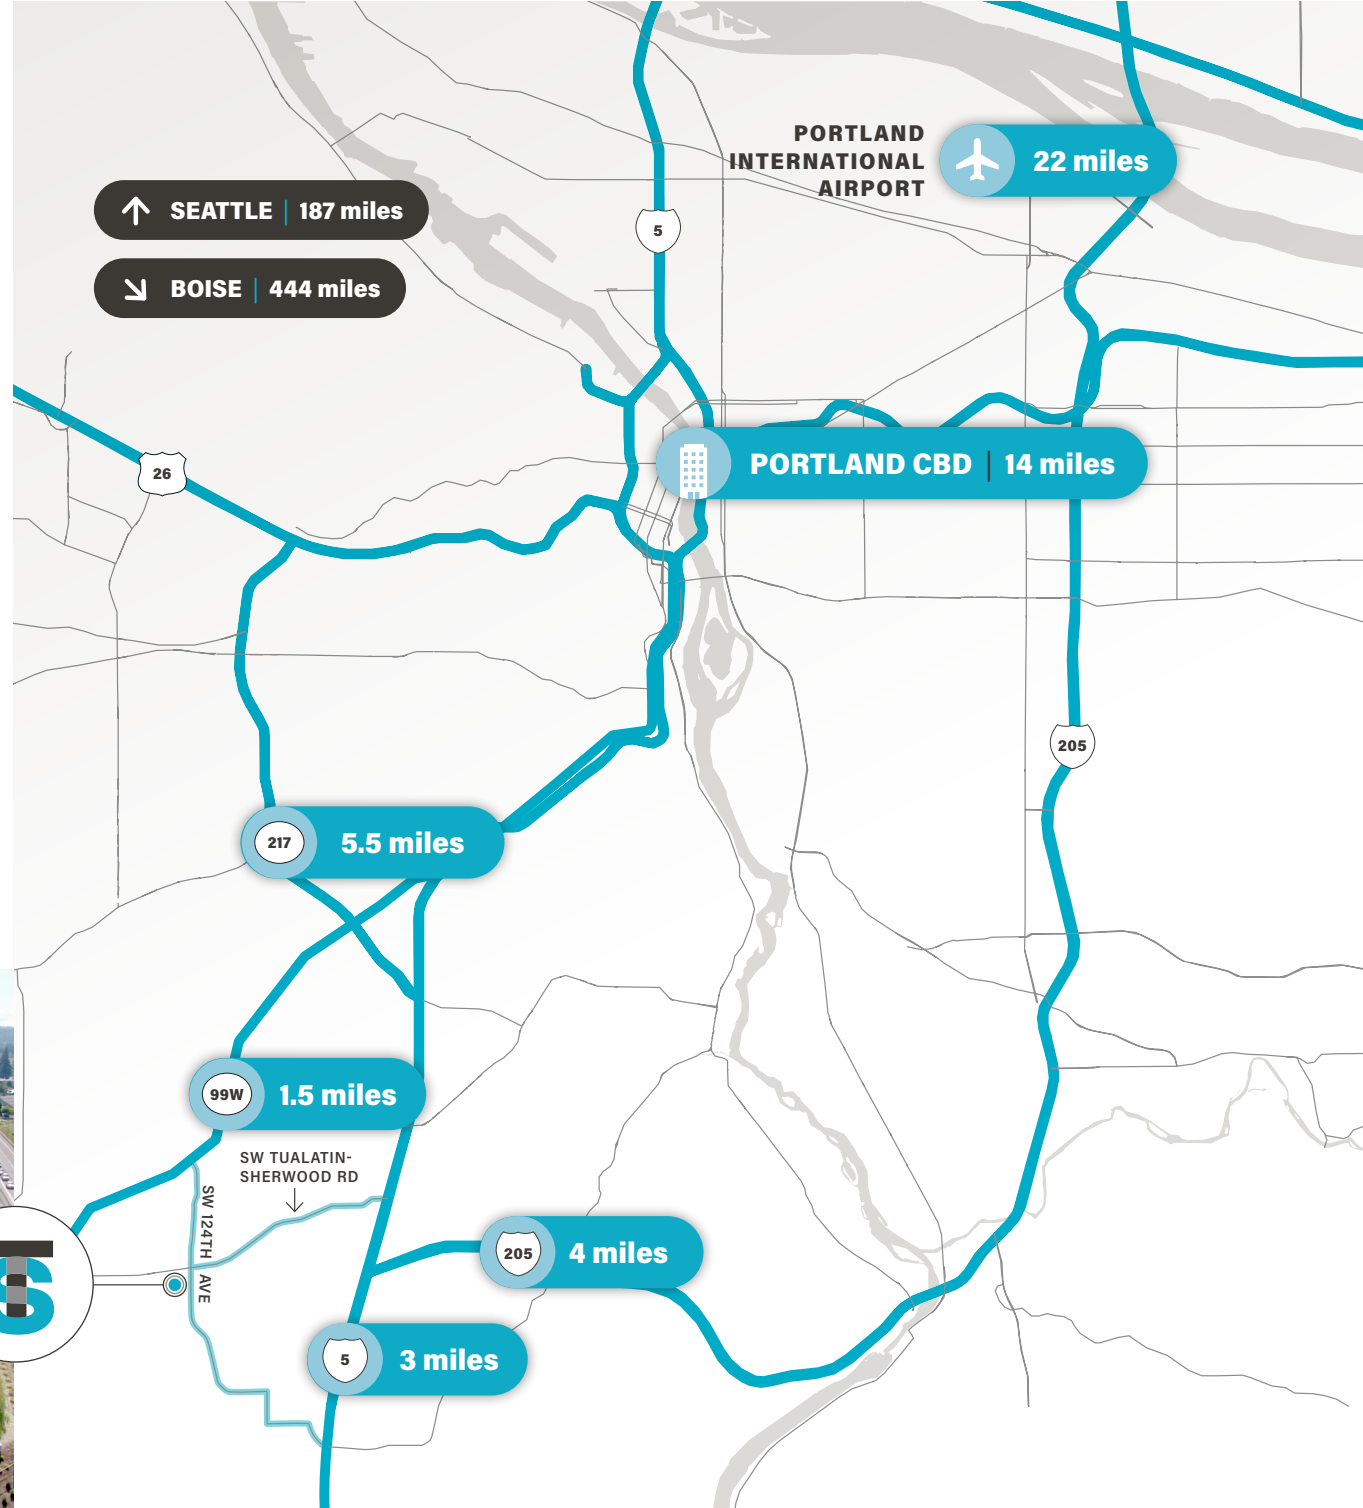 PORTLAND
INTERNATIONAL
AIRPORT
22 miles
SEATTLE | 187 miles
5
BOISE | 444 miles
26
PORTLAND CBD | 14 miles
205
217
5.5 miles
99W
1.5 miles
SW TUALATIN-
SHERWOOD RD
SW 124TH AVE
205
4 miles
TS
5
3 miles